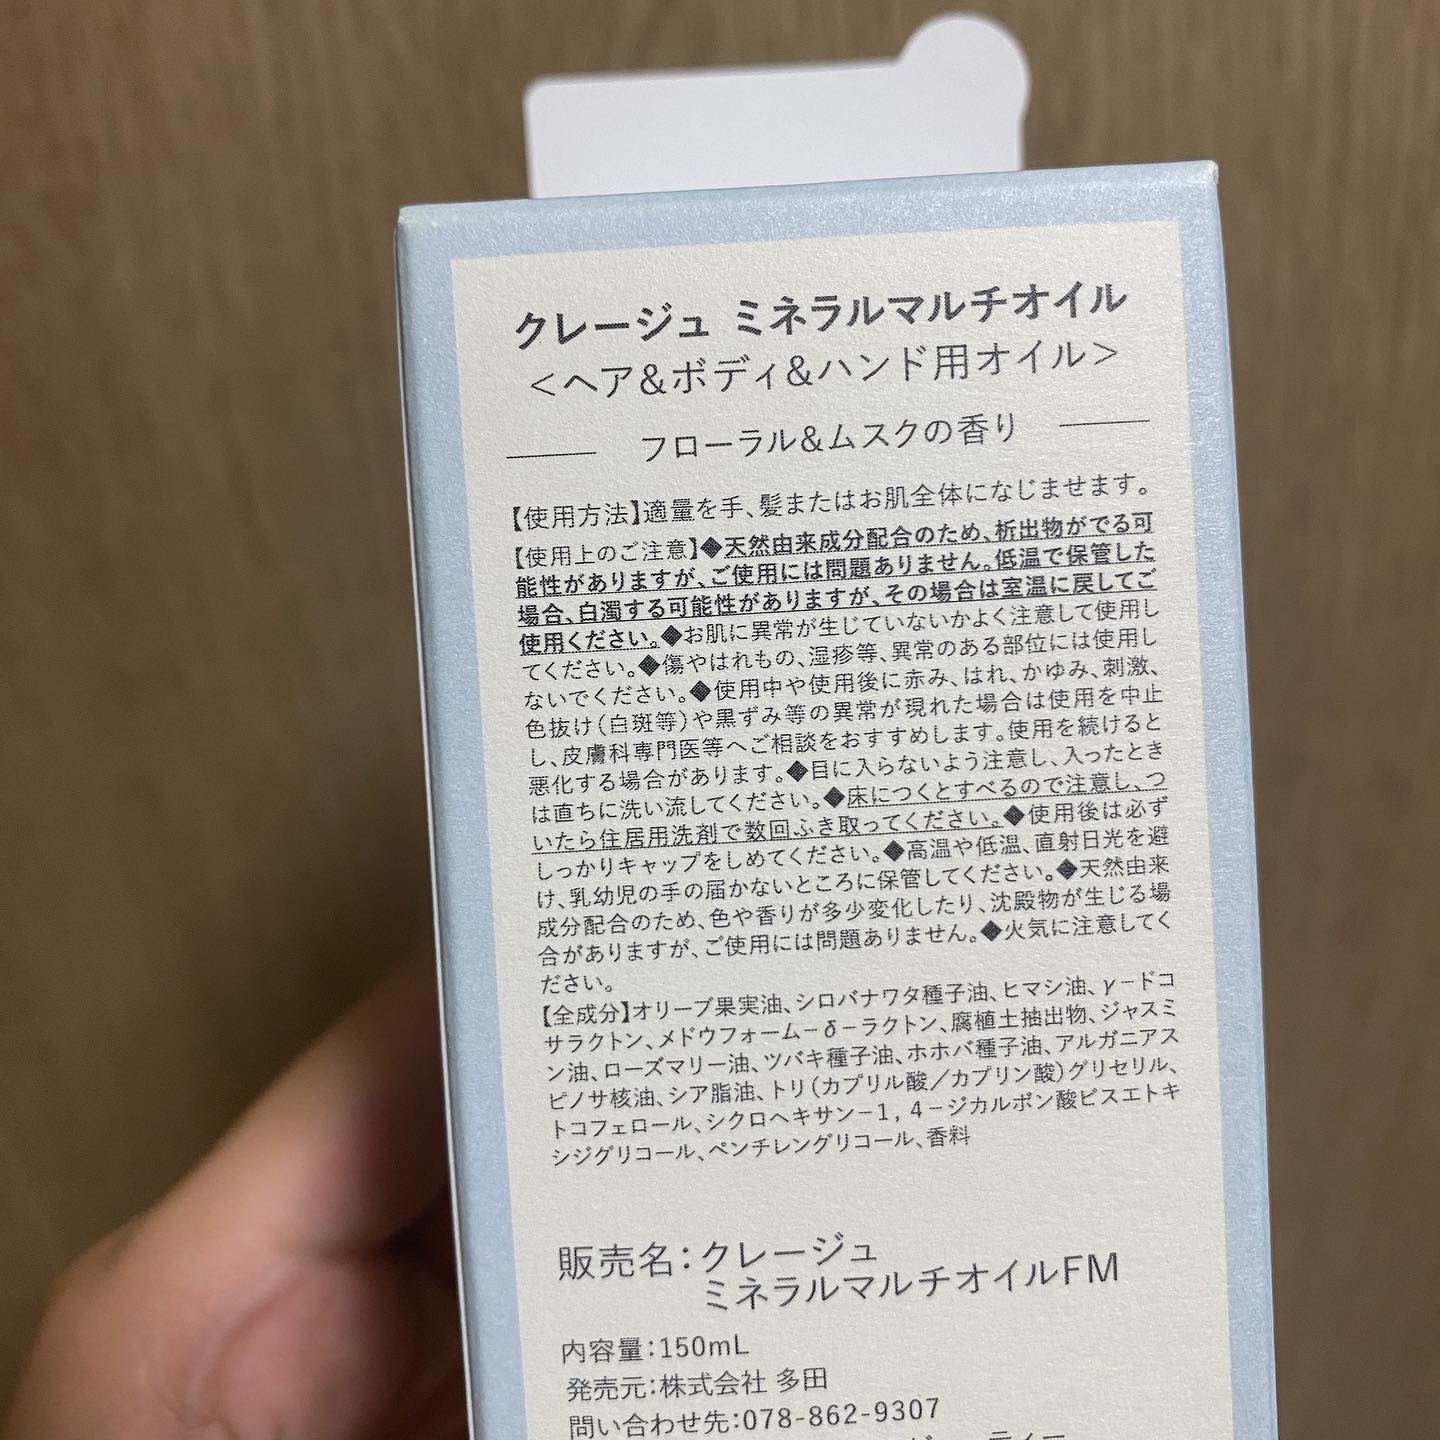 クレージュ ミネラルマルチオイル
＜ヘア&ボディ&ハンド用オイル＞
フローラル&ムスクの香り
【使用方法】適量を手、髪またはお肌全体になじませます。
【使用上のご注意】◆天然由来成分配合のため、析出物がでる可
能性がありますが、ご使用には問題ありません。低温で保管した
場合、白濁する可能性がありますが、その場合は室温に戻してご
使用ください。◆お肌に異常が生じていないかよく注意して使用し
てください。◆傷やはれもの、湿疹等、異常のある部位には使用し
ないでください。◆使用中や使用後に赤み、はれ、かゆみ、刺激、
色抜け（白斑等）や黒ずみ等の異常が現れた場合は使用を中止
し、皮膚科専門医等へご相談をおすすめします。使用を続けると
悪化する場合があります。◆目に入らないよう注意し、入ったとき
は直ちに洗い流してください。◆床につくとすべるので注意し、つ
いたら住居用洗剤で数回ふき取ってください。◆使用後は必ず
しっかりキャップをしめてください。◆高温や低温、直射日光を避
け、乳幼児の手の届かないところに保管してください。◆天然由来
成分配合のため、色や香りが多少変化したり、沈殿物が生じる場
合がありますが、ご使用には問題ありません。◆火気に注意してく
ださい。
【全成分】オリーブ果実油、シロバナワタ種子油、ヒマシ油、γ－ドコ
サラクトン、メドウフォーム－δ－ラクトン、腐植土抽出物、ジャスミ
ン油、ローズマリー油、ツバキ種子油、ホホバ種子油、アルガニアス
ピノサ核油、シア脂油、トリ（カプリル酸／カプリン酸）グリセリル、
トコフェロール、シクロヘキサン－1，4－ジカルボン酸ビスエトキ
シジグリコール、ペンチレングリコール、香料
販売名：クレージュ
ミネラルマルチオイルFM
内容量：150mL
発売元：株式会社 多田
問い合わせ先：078-862-9307